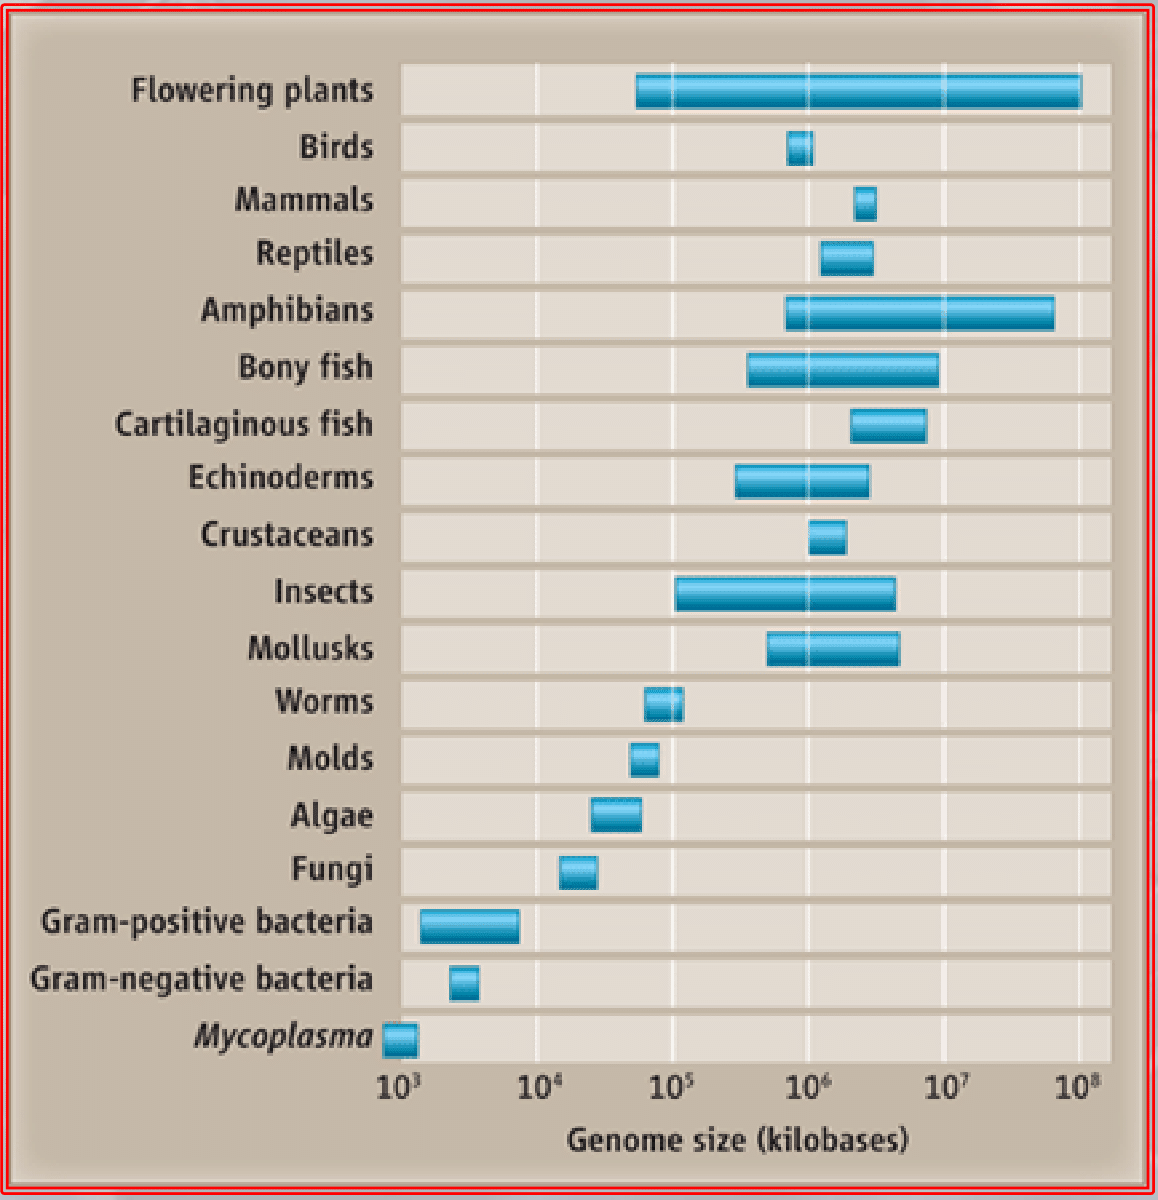 Flowering plants
Birds
Mammals
Reptiles
Amphibians
Bony fish
Cartilaginous fish
Echinoderms
Crustaceans
Insects
Mollusks
Worms
Molds
Algae
Fungi
Gram-positive bacteria
Gram-negative bacteria
Mycoplasma
10³ 10⁴ 10⁵ 10⁶ 10⁷ 10⁸
Genome size (kilobases)